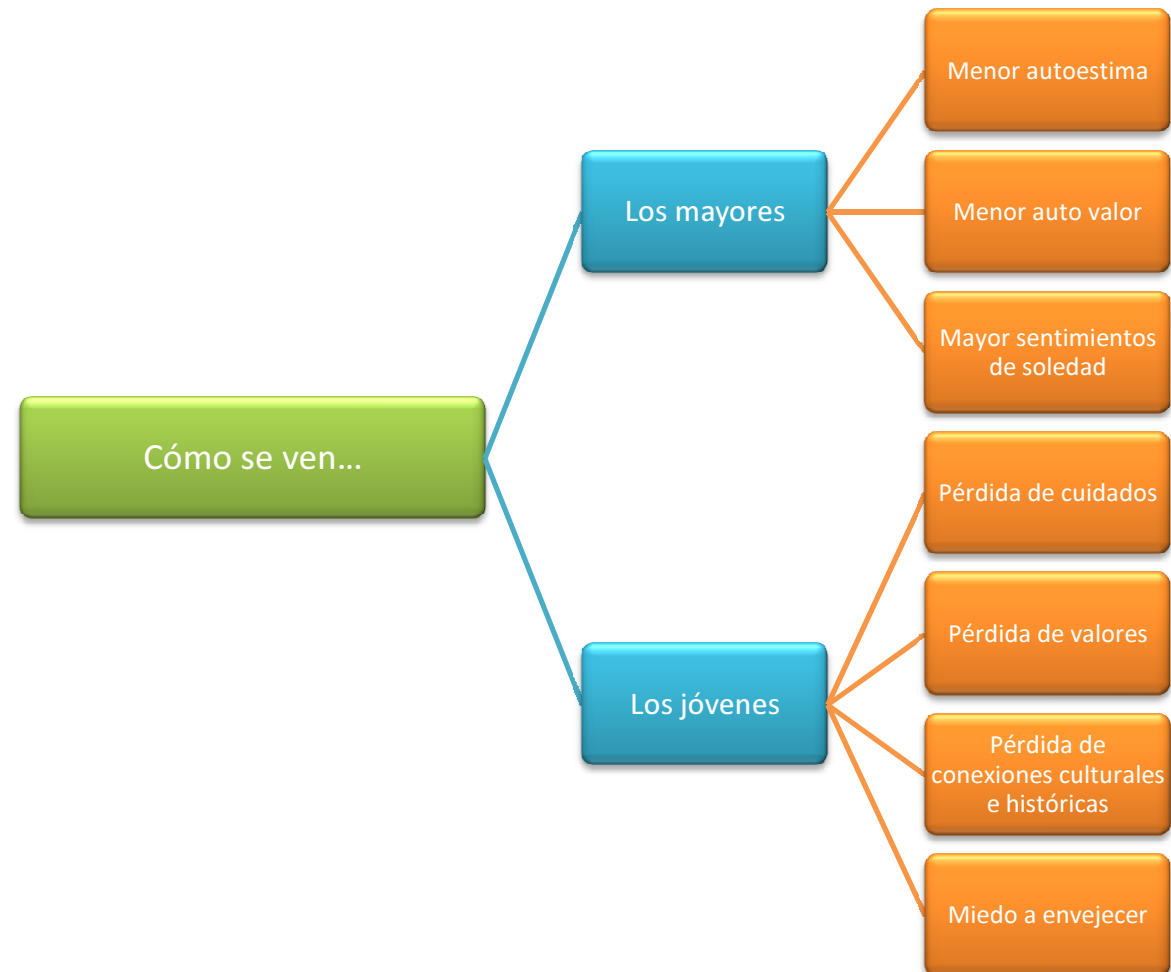 Cómo se ven...
Los mayores
Menor autoestima
Menor auto valor
Mayor sentimientos
de soledad
Los jóvenes
Pérdida de cuidados
Pérdida de valores
Pérdida de
conexiones culturales
e históricas
Miedo a envejecer